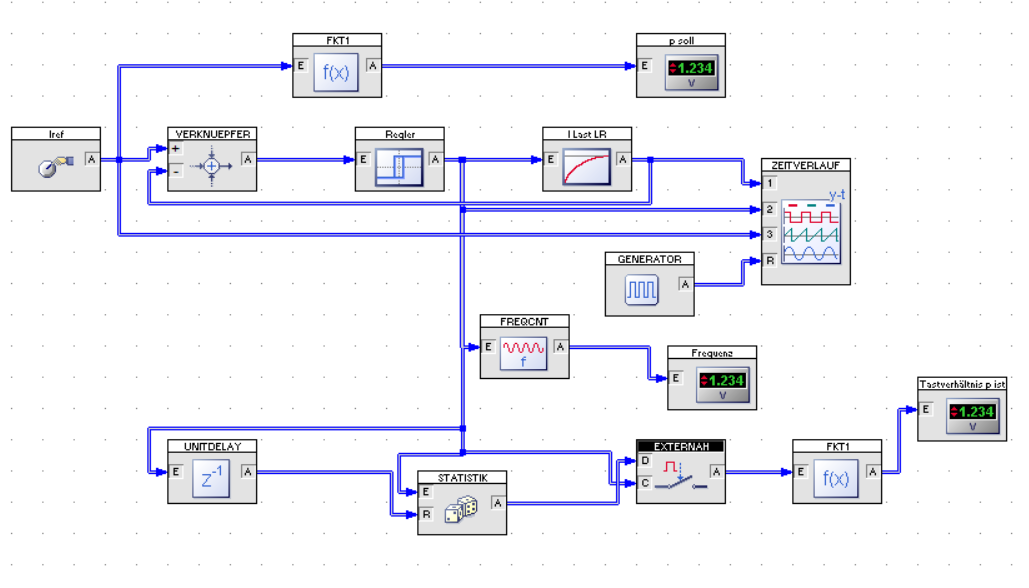 FKT1
E f(x) A
p soll
E 1.234
V
Iref
A
VERKNUEPFER
+ A
-
Regler
E A
I Last LR
E A
ZEITVERLAUF
1
y-t
2
3
R
GENERATOR
A
FREQCNT
E A
f
Frequenz
E 1.234
V
Tastverhältnis p ist
E 1.234
V
UNITDELAY
E z-1 A
STATISTIK
E A
R
EXTERNAH
D A
C
FKT1
E f(x) A